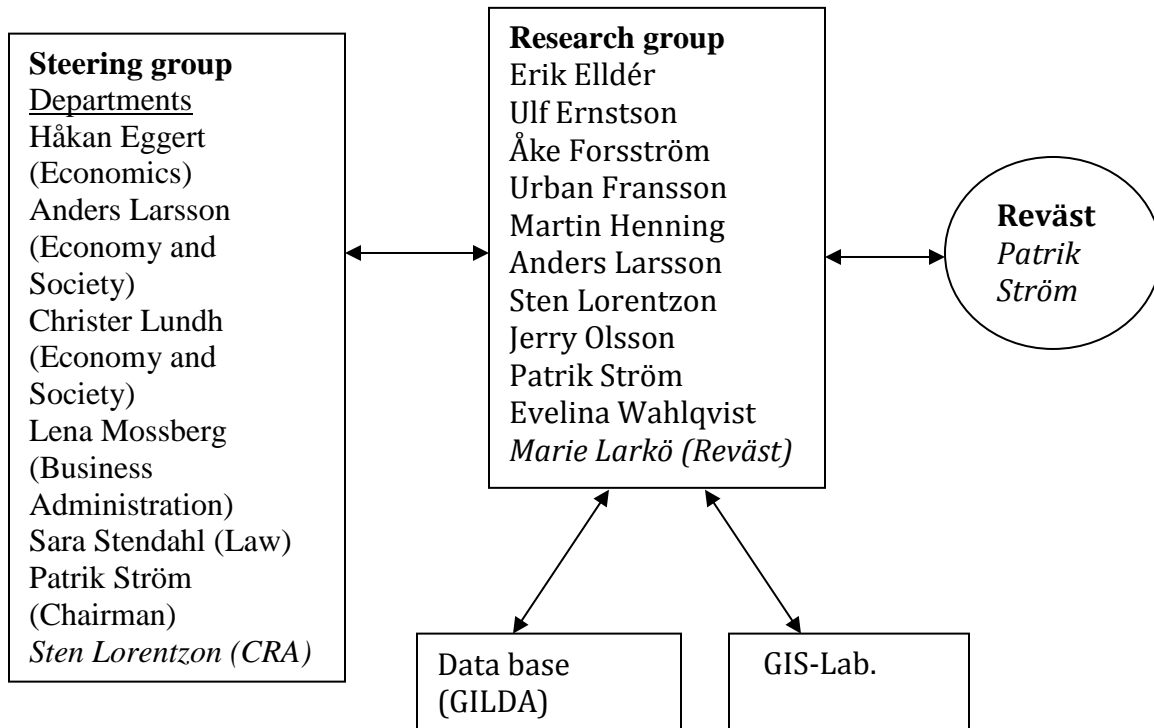 Steering group
Departments
Håkan Eggert
(Economics)
Anders Larsson
(Economy and
Society)
Christer Lundh
(Economy and
Society)
Lena Mossberg
(Business
Administration)
Sara Stendahl (Law)
Patrik Ström
(Chairman)
Sten Lorentzon (CRA)
Research group
Erik Elldér
Ulf Ernstson
Åke Forsström
Urban Fransson
Martin Henning
Anders Larsson
Sten Lorentzon
Jerry Olsson
Patrik Ström
Evelina Wahlqvist
Marie Larkö (Reväst)
Reväst
Patrik
Ström
Data base
(GILDA)
GIS-Lab.